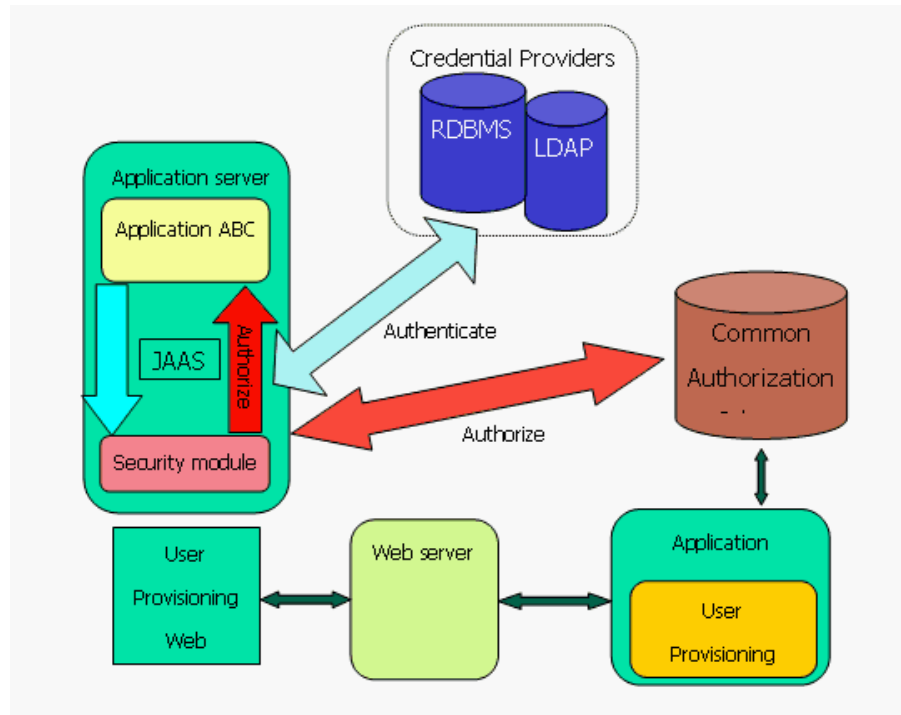 Credential Providers
RDBMS
LDAP
Application server
Application ABC
Authorize
JAAS
Security module
Authenticate
Authorize
Common
Authorization
User
Provisioning
Web
Web server
Application
User
Provisioning